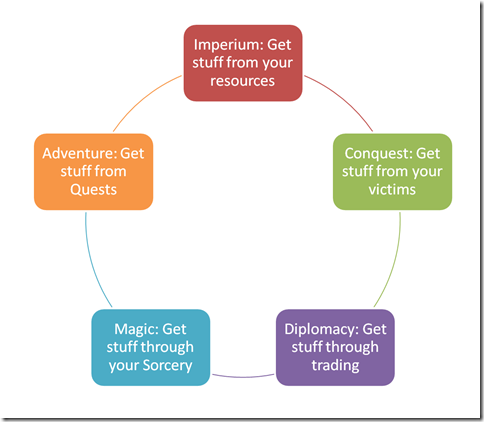 Imperium: Get
stuff from your
resources
Adventure: Get
stuff from
Quests
Conquest: Get
stuff from your
victims
Magic: Get
stuff through
your Sorcery
Diplomacy: Get
stuff through
trading